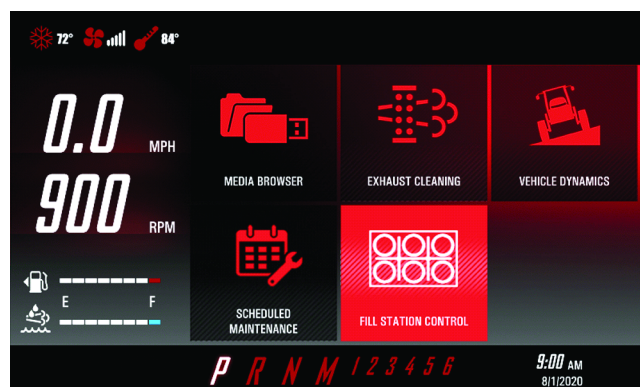 72° 84°
0.0 MPH
900 RPM
E F
MEDIA BROWSER
EXHAUST CLEANING
VEHICLE DYNAMICS
SCHEDULED
MAINTENANCE
FILL STATION CONTROL
P R N M 1 2 3 4 5 6
9:00 AM
8/1/2020